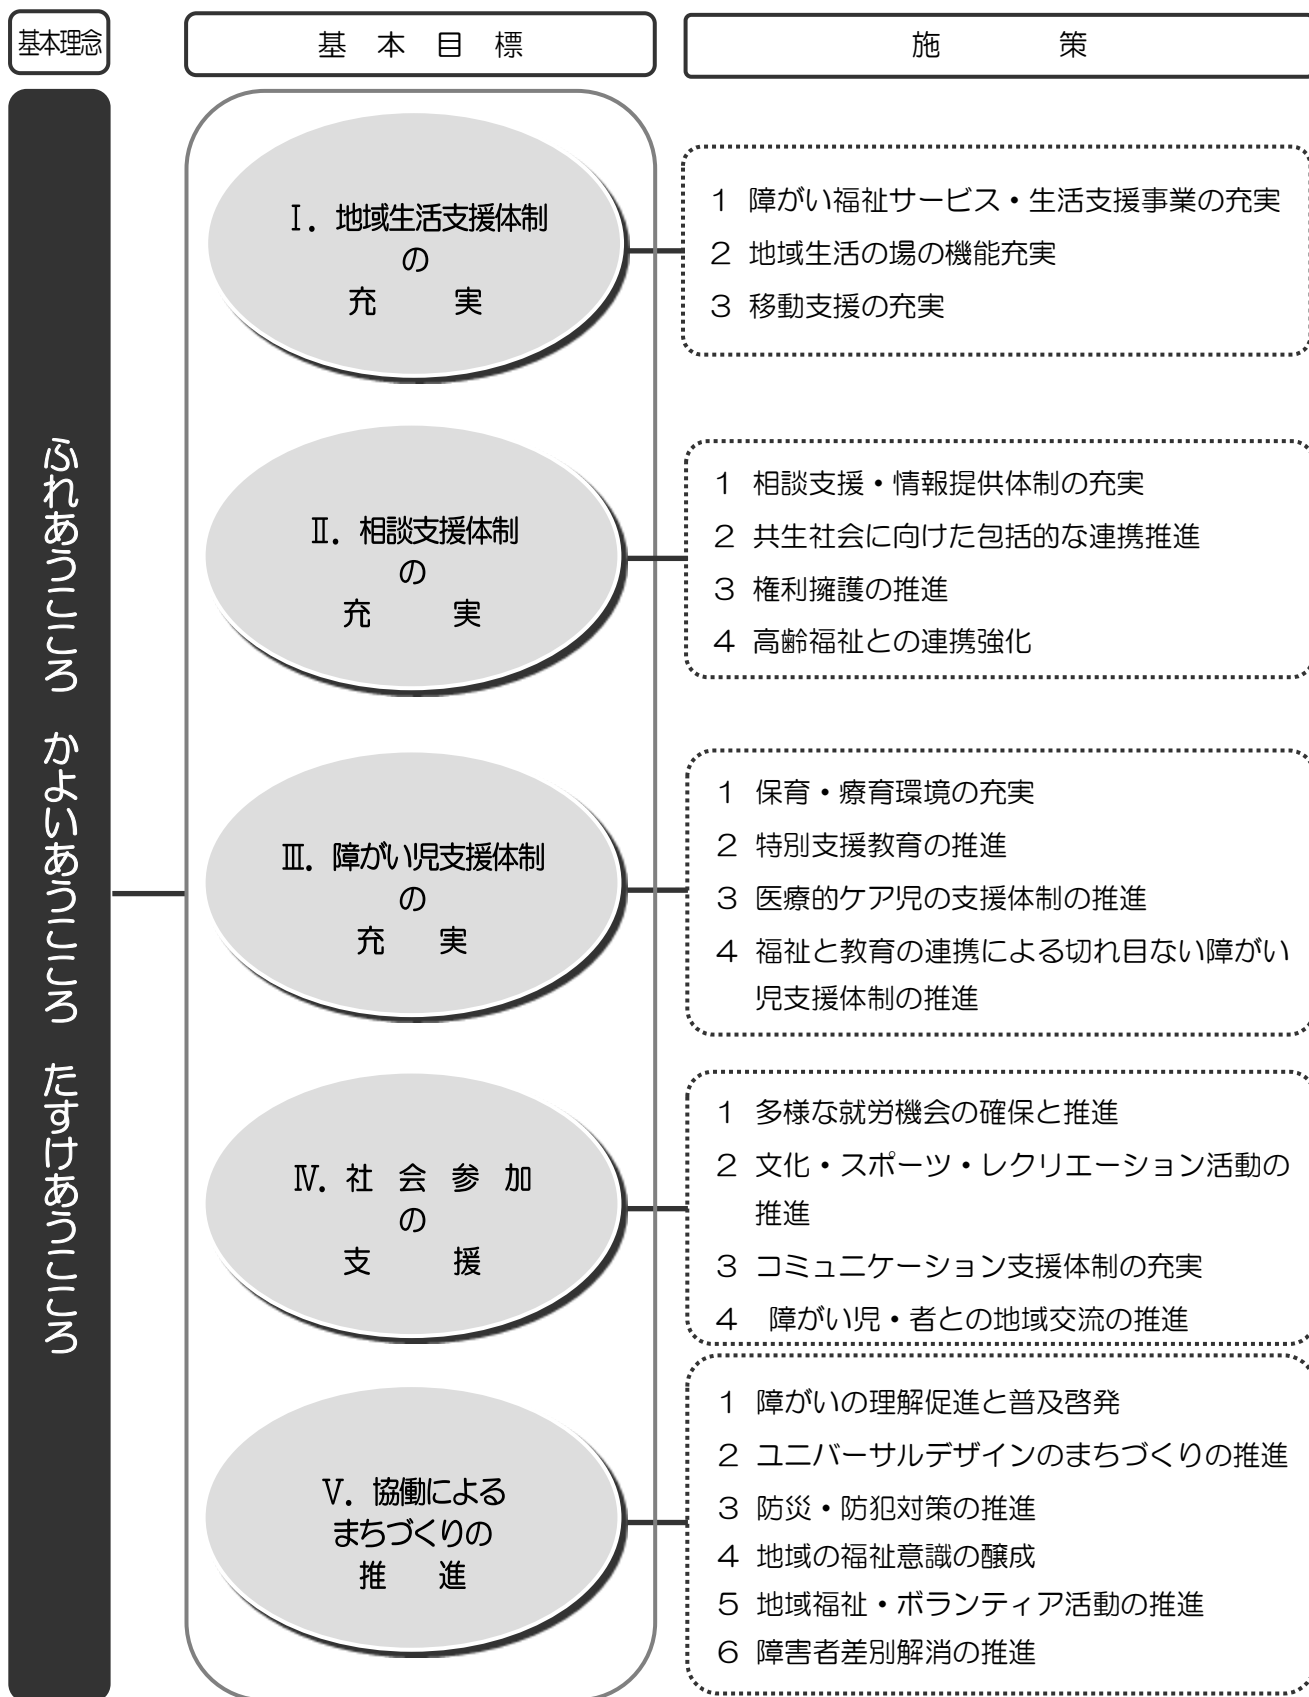 基本理念
基　本　目　標
施　　　策
ふれあうこころ　かよいあうこころ　たすけあうこころ
Ⅰ．地域生活支援体制
の
充　　実
1 障がい福祉サービス・生活支援事業の充実
2 地域生活の場の機能充実
3 移動支援の充実
Ⅱ．相談支援体制
の
充　　実
1 相談支援・情報提供体制の充実
2 共生社会に向けた包括的な連携推進
3 権利擁護の推進
4 高齢福祉との連携強化
Ⅲ．障がい児支援体制
の
充　実
1 保育・療育環境の充実
2 特別支援教育の推進
3 医療的ケア児の支援体制の推進
4 福祉と教育の連携による切れ目ない障がい
児支援体制の推進
Ⅳ．社　会　参　加
の
支　　援
1 多様な就労機会の確保と推進
2 文化・スポーツ・レクリエーション活動の
推進
3 コミュニケーション支援体制の充実
4　障がい児・者との地域交流の推進
Ⅴ．協働による
まちづくりの
推　進
1 障がいの理解促進と普及啓発
2 ユニバーサルデザインのまちづくりの推進
3 防災・防犯対策の推進
4 地域の福祉意識の醸成
5 地域福祉・ボランティア活動の推進
6 障害者差別解消の推進